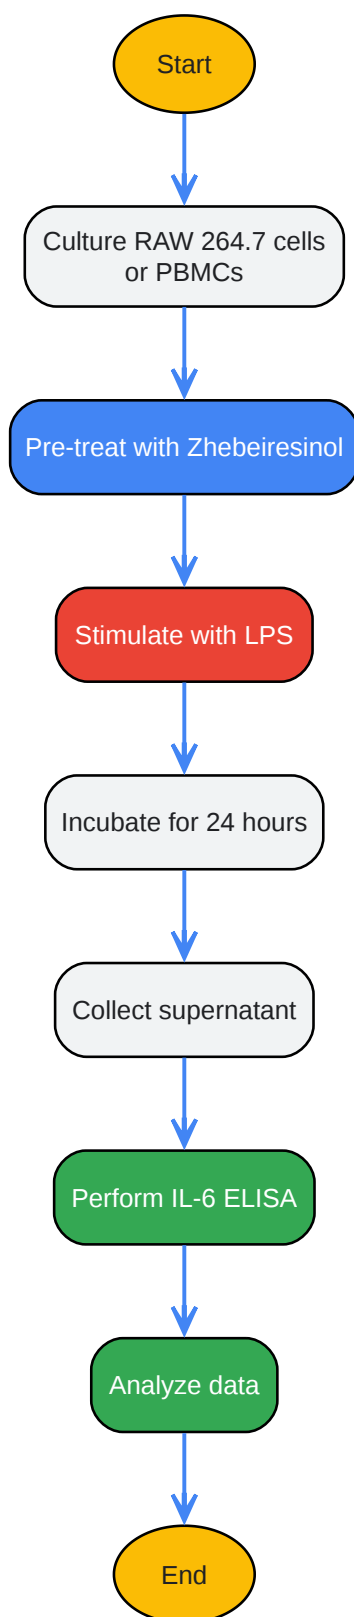 Start
Culture RAW 264.7 cells
or PBMCs
Pre-treat with Zhebeiresinol
Stimulate with LPS
Incubate for 24 hours
Collect supernatant
Perform IL-6 ELISA
Analyze data
End